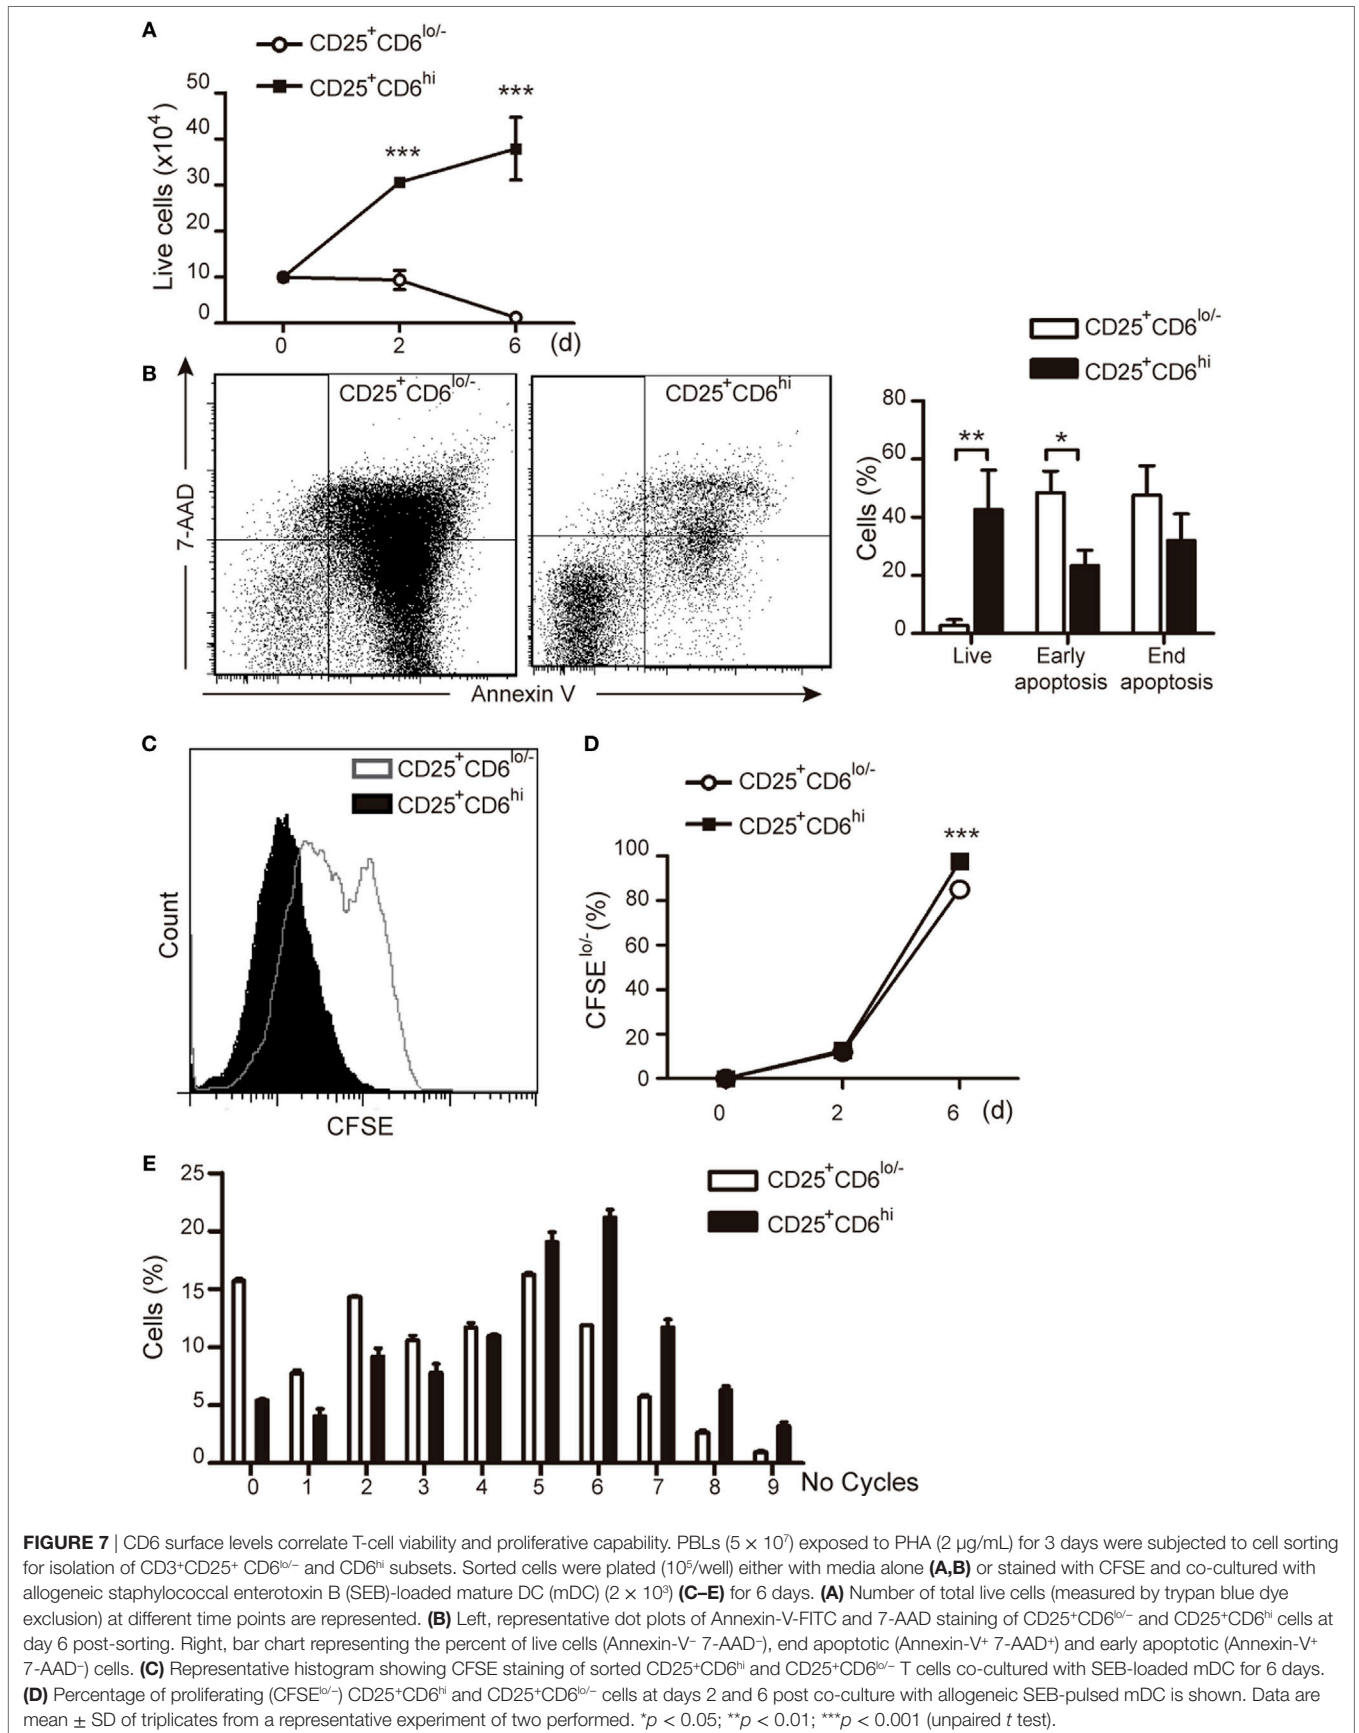 A
CD25⁺CD6ˡᵒ/⁻
CD25⁺CD6ʰⁱ
Live cells (x10⁴)
50
40
30
20
10
0
***
***
0 2 6 (d)
B
7-AAD
CD25⁺CD6ˡᵒ/⁻
CD25⁺CD6ʰⁱ
Annexin V
CD25⁺CD6ˡᵒ/⁻
CD25⁺CD6ʰⁱ
Cells (%)
80
60
40
20
0
** *
Live Early End
apoptosis apoptosis
C
CD25⁺CD6ˡᵒ/⁻
CD25⁺CD6ʰⁱ
Count
CFSE
D
CD25⁺CD6ˡᵒ/⁻
CD25⁺CD6ʰⁱ
CFSEˡᵒ/⁻(%)
100
80
60
40
20
0
***
0 2 6 (d)
E
CD25⁺CD6ˡᵒ/⁻
CD25⁺CD6ʰⁱ
Cells (%)
25
20
15
10
5
0
0 1 2 3 4 5 6 7 8 9 No Cycles
FIGURE 7 | CD6 surface levels correlate T-cell viability and proliferative capability. PBLs (5 × 10⁷) exposed to PHA (2 µg/mL) for 3 days were subjected to cell sorting
for isolation of CD3⁺CD25⁺ CD6ˡᵒ/⁻ and CD6ʰⁱ subsets. Sorted cells were plated (10⁵/well) either with media alone (A,B) or stained with CFSE and co-cultured with
allogeneic staphylococcal enterotoxin B (SEB)-loaded mature DC (mDC) (2 × 10³) (C–E) for 6 days. (A) Number of total live cells (measured by trypan blue dye
exclusion) at different time points are represented. (B) Left, representative dot plots of Annexin-V-FITC and 7-AAD staining of CD25⁺CD6ˡᵒ/⁻ and CD25⁺CD6ʰⁱ cells at
day 6 post-sorting. Right, bar chart representing the percent of live cells (Annexin-V⁻ 7-AAD⁻), end apoptotic (Annexin-V⁺ 7-AAD⁺) and early apoptotic (Annexin-V⁺
7-AAD⁻) cells. (C) Representative histogram showing CFSE staining of sorted CD25⁺CD6ʰⁱ and CD25⁺CD6ˡᵒ/⁻ T cells co-cultured with SEB-loaded mDC for 6 days.
(D) Percentage of proliferating (CFSEˡᵒ/⁻) CD25⁺CD6ʰⁱ and CD25⁺CD6ˡᵒ/⁻ cells at days 2 and 6 post co-culture with allogeneic SEB-pulsed mDC is shown. Data are
mean ± SD of triplicates from a representative experiment of two performed. *p < 0.05; **p < 0.01; ***p < 0.001 (unpaired t test).